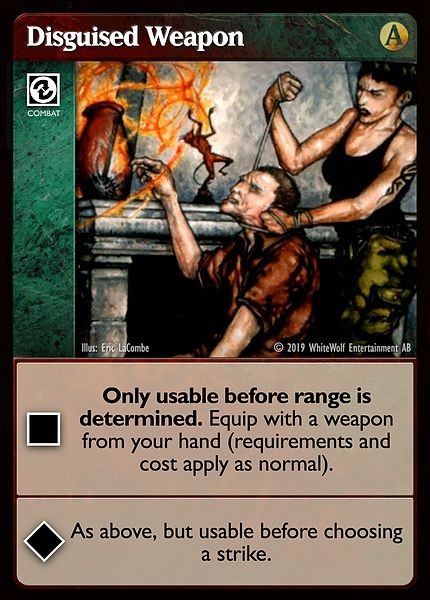 Disguised Weapon
A
COMBAT
Illus: Eric LaCombe
© 2019 WhiteWolf Entertainment AB
Only usable before range is
determined. Equip with a weapon
from your hand (requirements and
cost apply as normal).
As above, but usable before choosing
a strike.